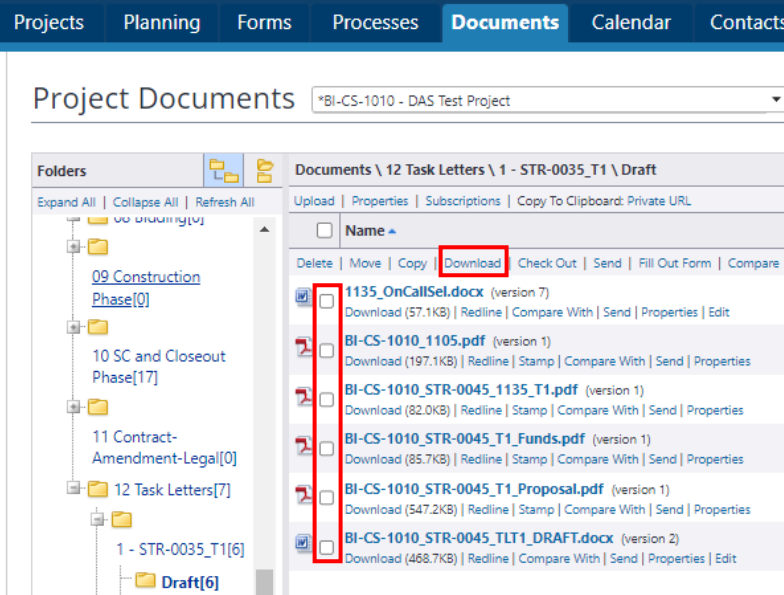 Projects Planning Forms Processes Documents Calendar Contacts
Project Documents *BI-CS-1010 - DAS Test Project
Folders
Expand All | Collapse All | Refresh All
08 Bidding[0]
09 Construction
Phase[0]
10 SC and Closeout
Phase[17]
11 Contract-
Amendment-Legal[0]
12 Task Letters[7]
1 - STR-0035_T1[6]
Draft[6]
Documents \ 12 Task Letters \ 1 - STR-0035_T1 \ Draft
Upload | Properties | Subscriptions | Copy To Clipboard: Private URL
Name
Delete | Move | Copy | Download | Check Out | Send | Fill Out Form | Compare
1135_OnCallSel.docx (version 7)
Download (57.1KB) | Redline | Compare With | Send | Properties | Edit
BI-CS-1010_1105.pdf (version 1)
Download (197.1KB) | Redline | Stamp | Compare With | Send | Properties
BI-CS-1010_STR-0045_1135_T1.pdf (version 1)
Download (82.0KB) | Redline | Stamp | Compare With | Send | Properties
BI-CS-1010_STR-0045_T1_Funds.pdf (version 1)
Download (85.7KB) | Redline | Stamp | Compare With | Send | Properties
BI-CS-1010_STR-0045_T1_Proposal.pdf (version 1)
Download (547.2KB) | Redline | Stamp | Compare With | Send | Properties
BI-CS-1010_STR-0045_TLT1_DRAFT.docx (version 2)
Download (468.7KB) | Redline | Compare With | Send | Properties | Edit